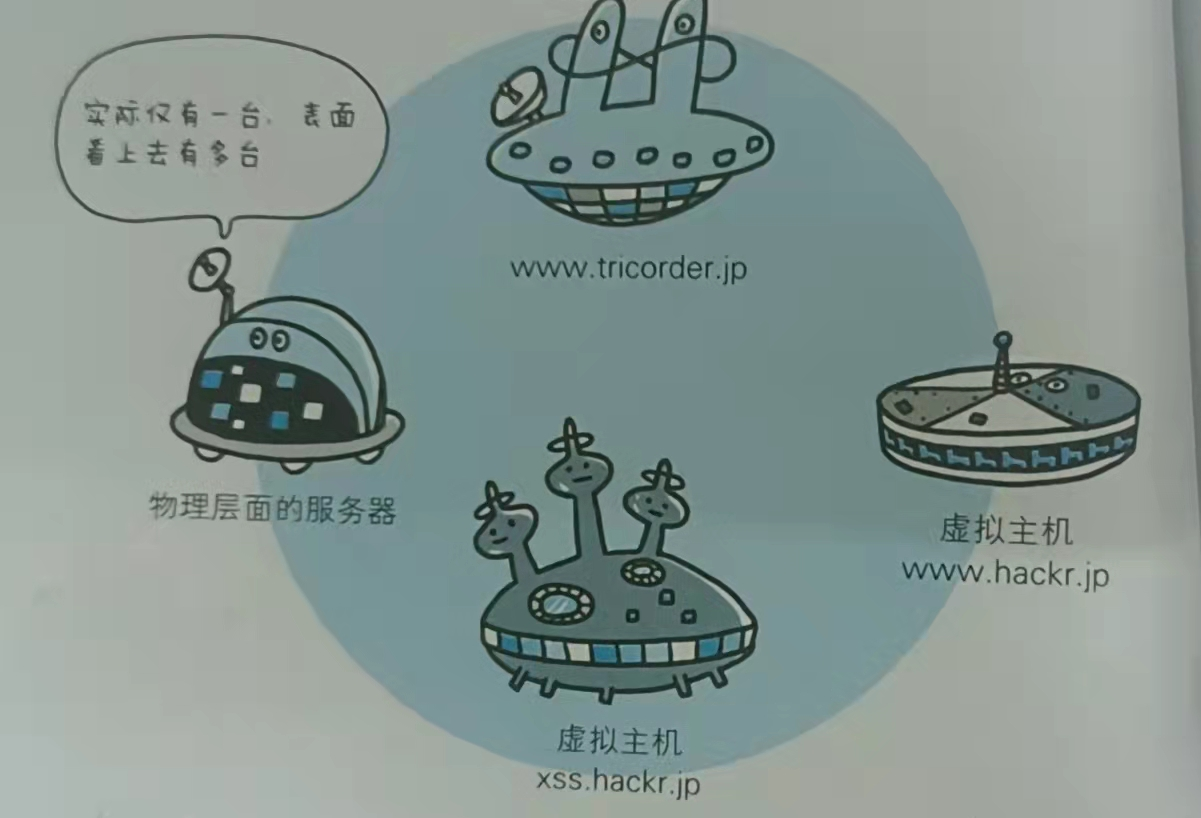 实际仅有一台，表面
看上去有多台
www.tricorder.jp
物理层面的服务器
虚拟主机
www.hackr.jp
虚拟主机
xss.hackr.jp